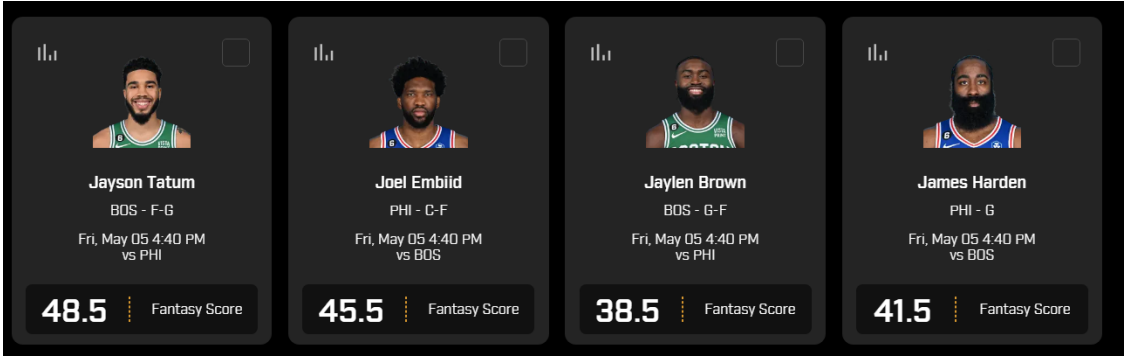 Jayson Tatum
BOS - F-G
Fri, May 05 4:40 PM
vs PHI
48.5 Fantasy Score
Joel Embiid
PHI - C-F
Fri, May 05 4:40 PM
vs BOS
45.5 Fantasy Score
Jaylen Brown
BOS - G-F
Fri, May 05 4:40 PM
vs PHI
38.5 Fantasy Score
James Harden
PHI - G
Fri, May 05 4:40 PM
vs BOS
41.5 Fantasy Score